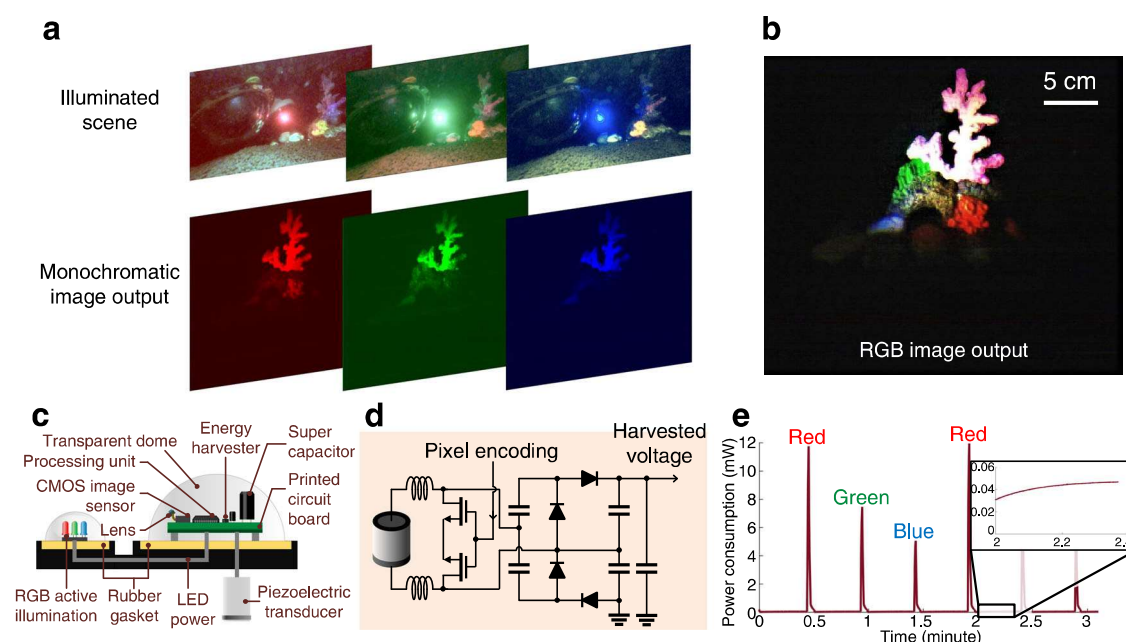 a
Illuminated
scene
Monochromatic
image output
b
5 cm
RGB image output
c
Transparent dome
Processing unit
CMOS image
sensor
Lens
Energy
harvester
Super
capacitor
Printed
circuit
board
RGB active
illumination
Rubber
gasket
LED
power
Piezoelectric
transducer
d
Pixel encoding
Harvested
voltage
e
Power consumption (mW)
12
10
8
6
4
2
0
Red
Green
Blue
Red
0.06
0.04
0.02
0
2
2.2
0 0.5 1 1.5 2 2.5 3
Time (minute)